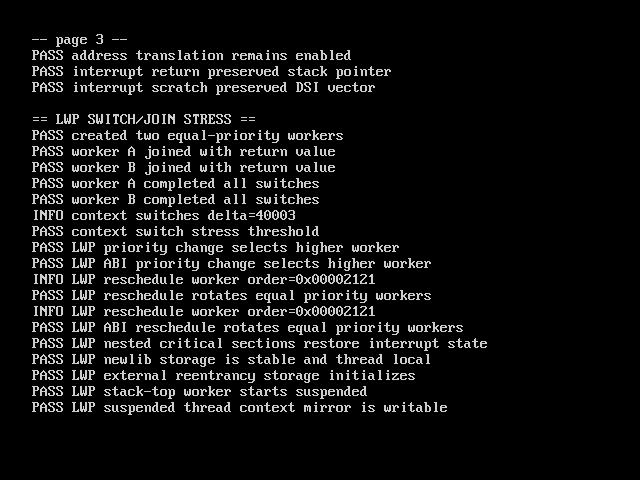 -- page 3 --
PASS address translation remains enabled
PASS interrupt return preserved stack pointer
PASS interrupt scratch preserved DSI vector
== LWP SWITCH/JOIN STRESS ==
PASS created two equal-priority workers
PASS worker A joined with return value
PASS worker B joined with return value
PASS worker A completed all switches
PASS worker B completed all switches
INFO context switches delta=40003
PASS context switch stress threshold
PASS LWP priority change selects higher worker
PASS LWP ABI priority change selects higher worker
INFO LWP reschedule worker order=0x00002121
PASS LWP reschedule rotates equal priority workers
INFO LWP reschedule worker order=0x00002121
PASS LWP ABI reschedule rotates equal priority workers
PASS LWP nested critical sections restore interrupt state
PASS LWP newlib storage is stable and thread local
PASS LWP external reentrancy storage initializes
PASS LWP stack-top worker starts suspended
PASS LWP suspended thread context mirror is writable